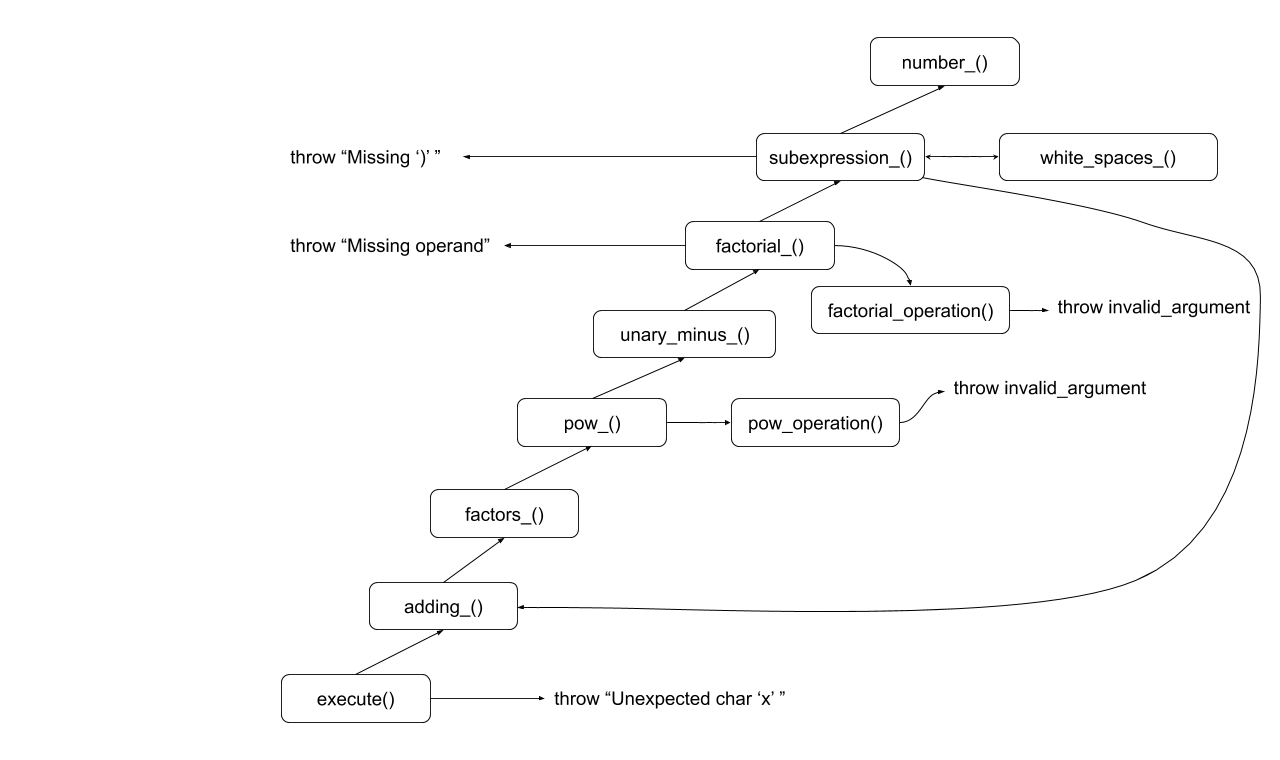 number_()
throw “Missing ‘)’ ”
subexpression_()
white_spaces_()
throw “Missing operand”
factorial_()
factorial_operation()
throw invalid_argument
unary_minus_()
throw invalid_argument
pow_()
pow_operation()
factors_()
adding_()
execute()
throw “Unexpected char ‘x’ ”